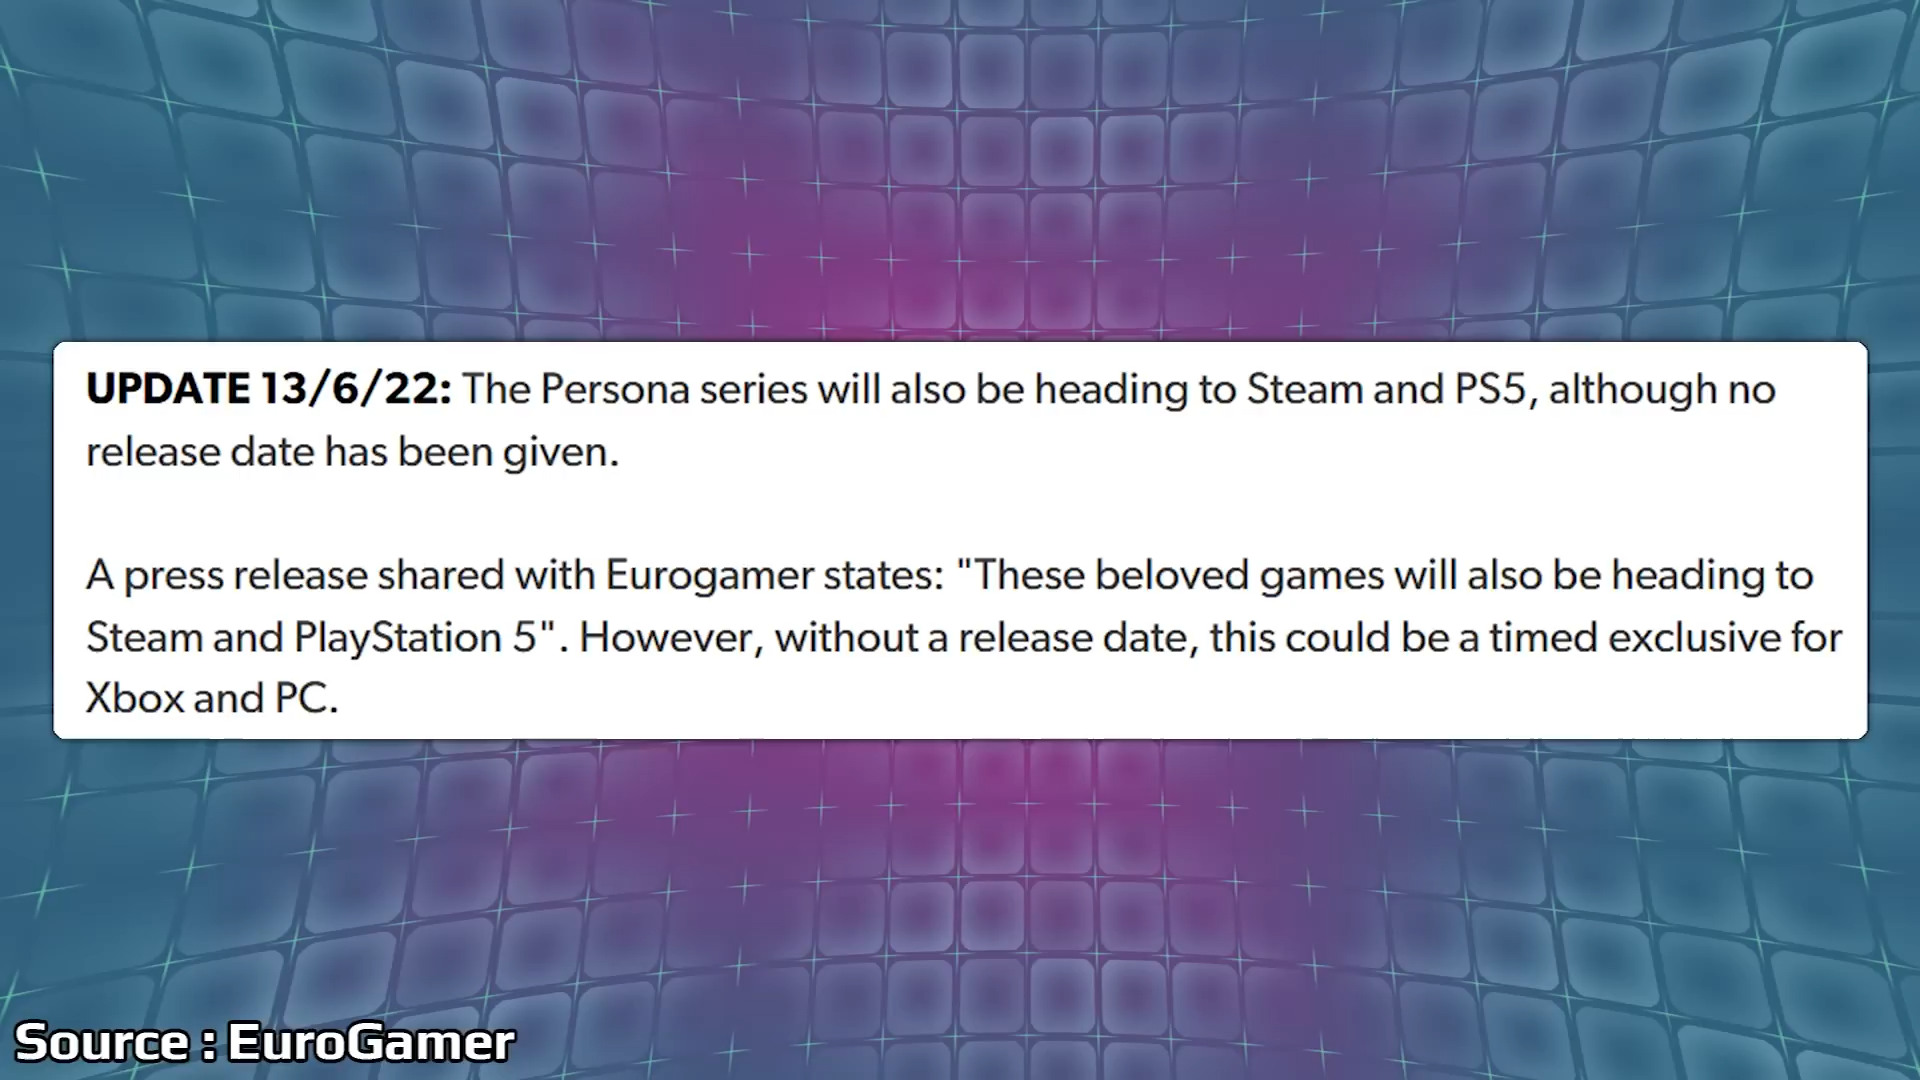 UPDATE 13/6/22: The Persona series will also be heading to Steam and PS5, although no
release date has been given.
A press release shared with Eurogamer states: "These beloved games will also be heading to
Steam and PlayStation 5". However, without a release date, this could be a timed exclusive for
Xbox and PC.
Source : EuroGamer